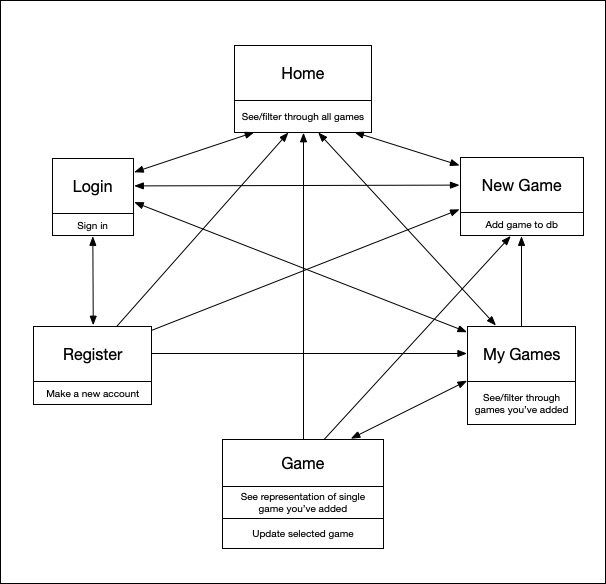 Home
See/filter through all games
Login
Sign in
New Game
Add game to db
Register
Make a new account
My Games
See/filter through
games you've added
Game
See representation of single
game you've added
Update selected game